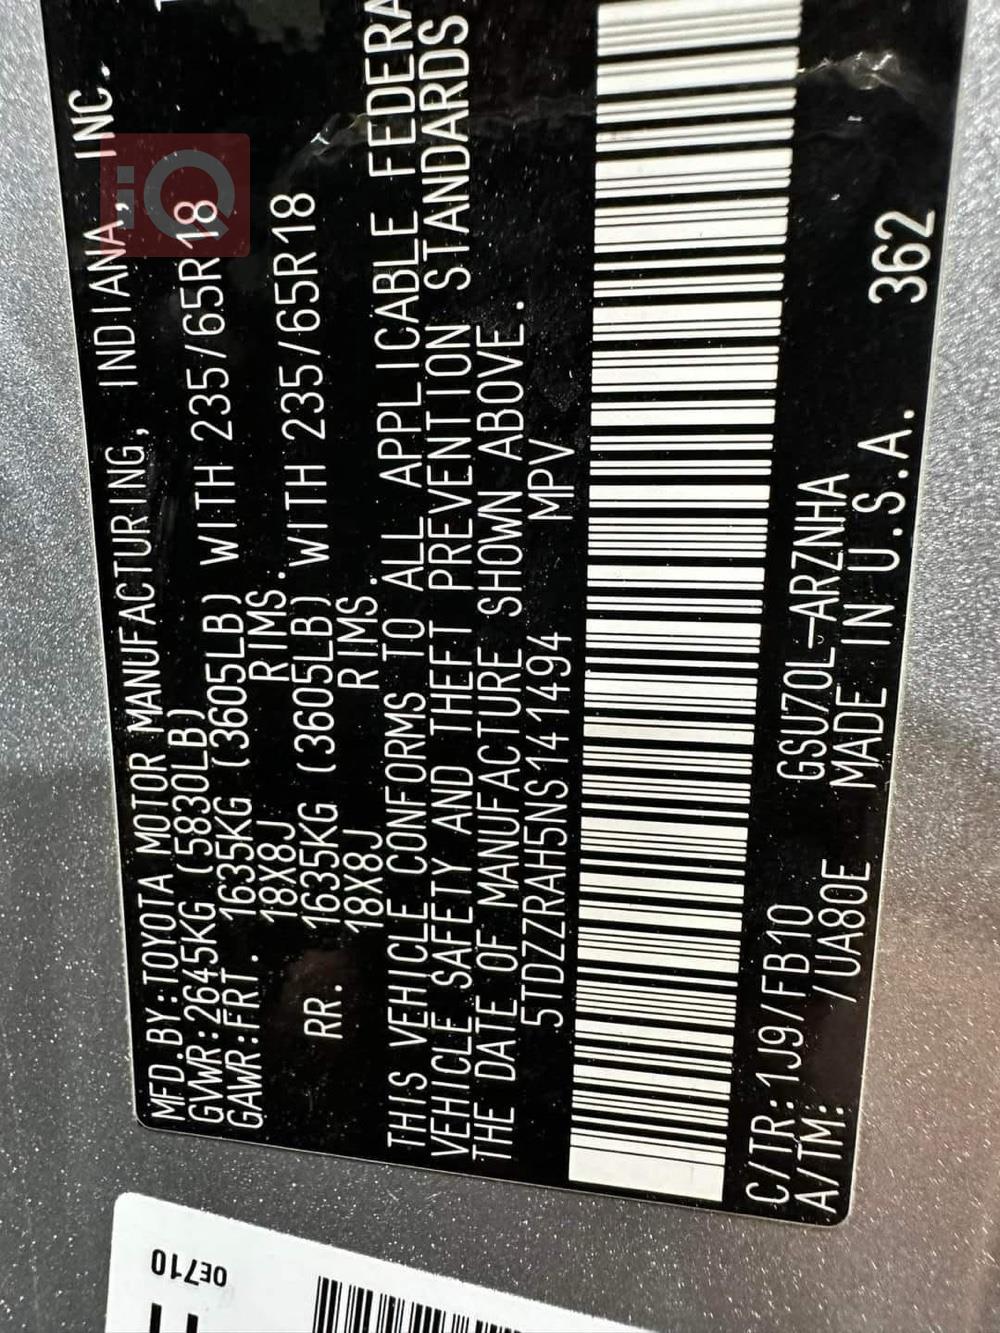 MFD.BY:TOYOTA MOTOR MANUFACTURING, INDIANA, INC.
GVWR:2645KG (5830LB)
GAWR:FRT. 1635KG (3605LB) WITH 235/65R18
18X8J RIMS.
RR. 1635KG (3605LB) WITH 235/65R18
18X8J RIMS.
THIS VEHICLE CONFORMS TO ALL APPLICABLE FEDERA
VEHICLE SAFETY AND THEFT PREVENTION STANDARDS
THE DATE OF MANUFACTURE SHOWN ABOVE.
5TDZZRAH5NS141494 MPV
C/TR:1J9/FB10 GSU70L-ARZNHA
A/TM: /UA80E MADE IN U.S.A. 362
iQ
0E710